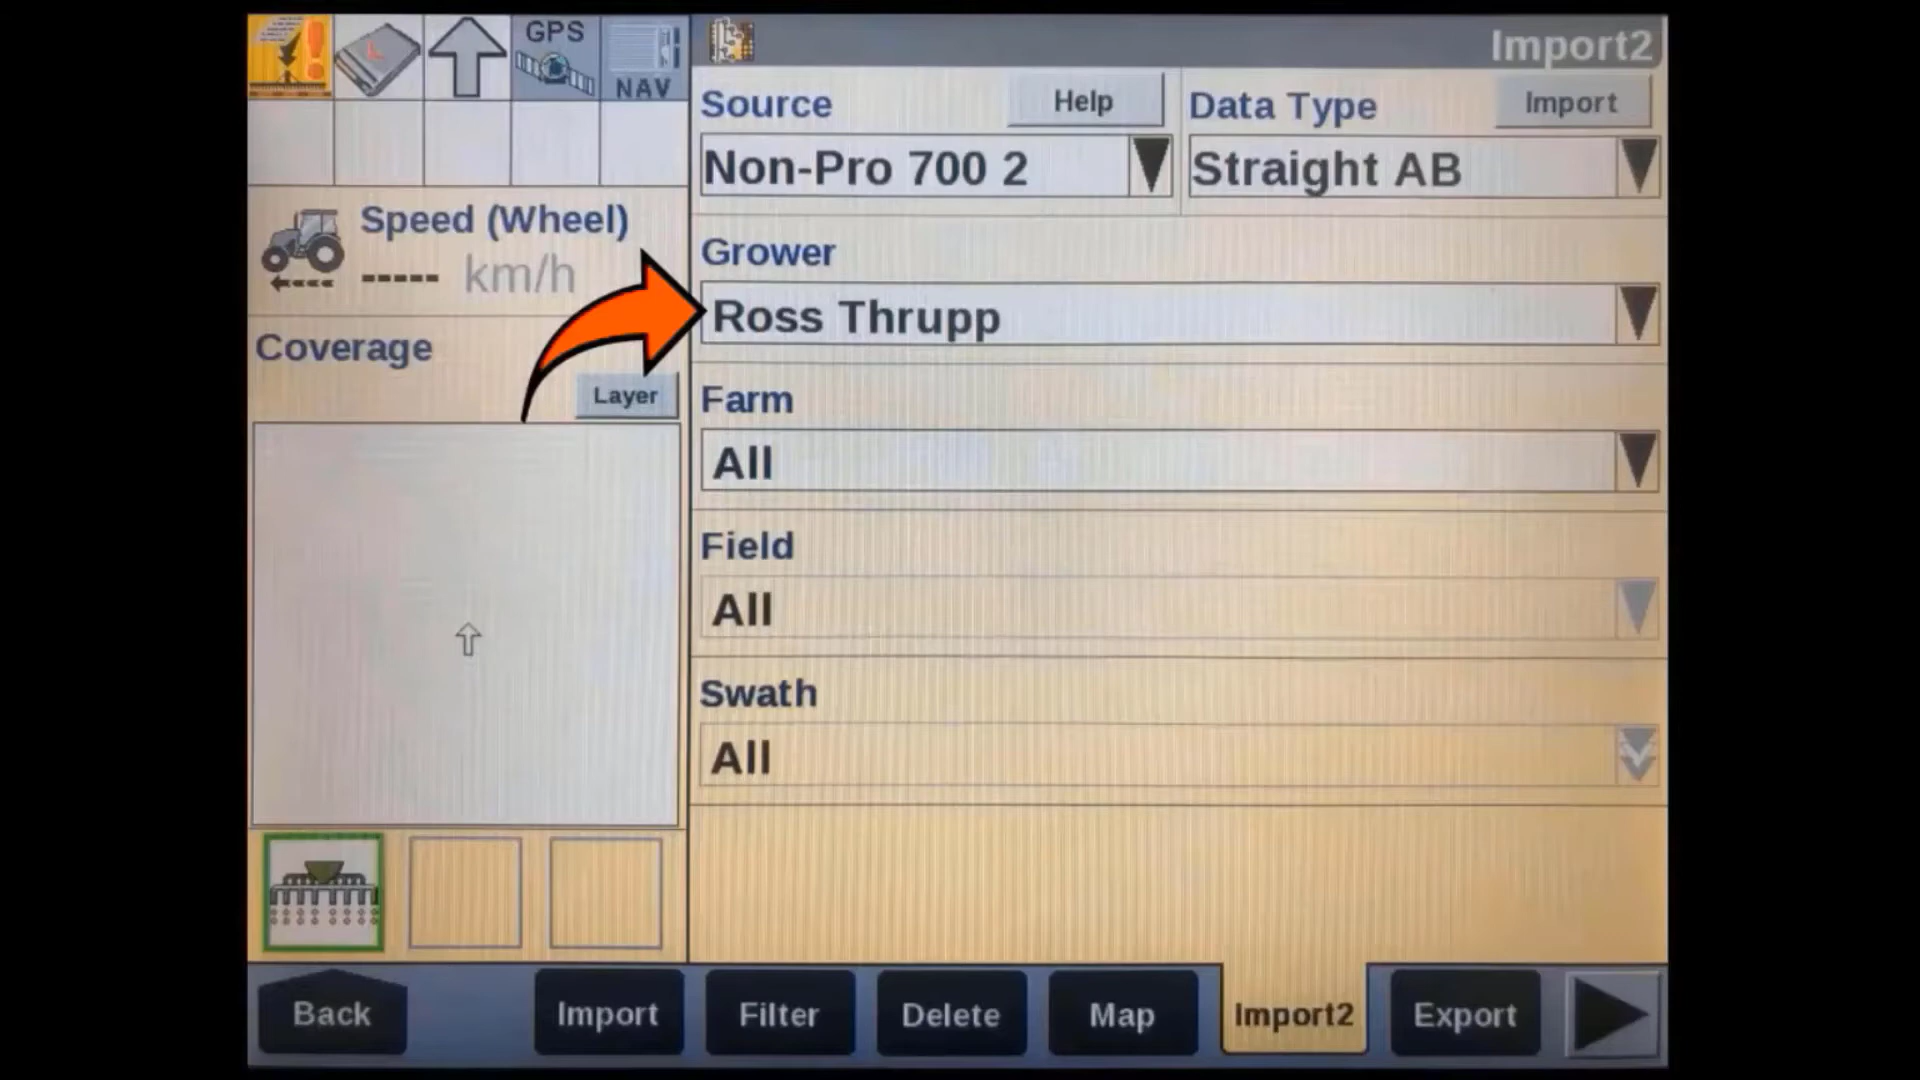 GPS
NAV
Import2
Source
Help
Data Type
Import
Non-Pro 700 2
Straight AB
Speed (Wheel)
----- km/h
Grower
Ross Thrupp
Coverage
Layer
Farm
All
Field
All
Swath
All
Back
Import
Filter
Delete
Map
Import2
Export